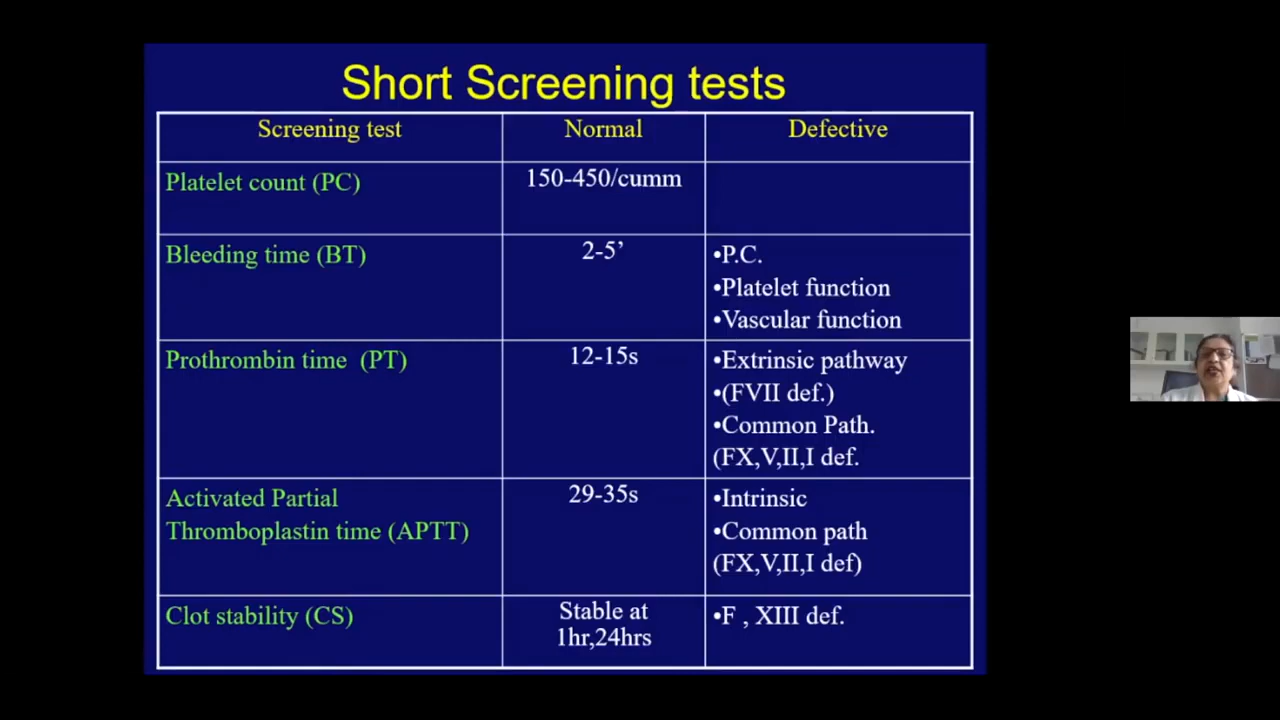 Short Screening tests
Screening test
Normal
Defective
Platelet count (PC)
150-450/cumm
Bleeding time (BT)
2-5’
•P.C.
•Platelet function
•Vascular function
Prothrombin time (PT)
12-15s
•Extrinsic pathway
•(FVII def.)
•Common Path.
(FX,V,II,I def.
Activated Partial
Thromboplastin time (APTT)
29-35s
•Intrinsic
•Common path
(FX,V,II,I def)
Clot stability (CS)
Stable at
1hr,24hrs
•F , XIII def.